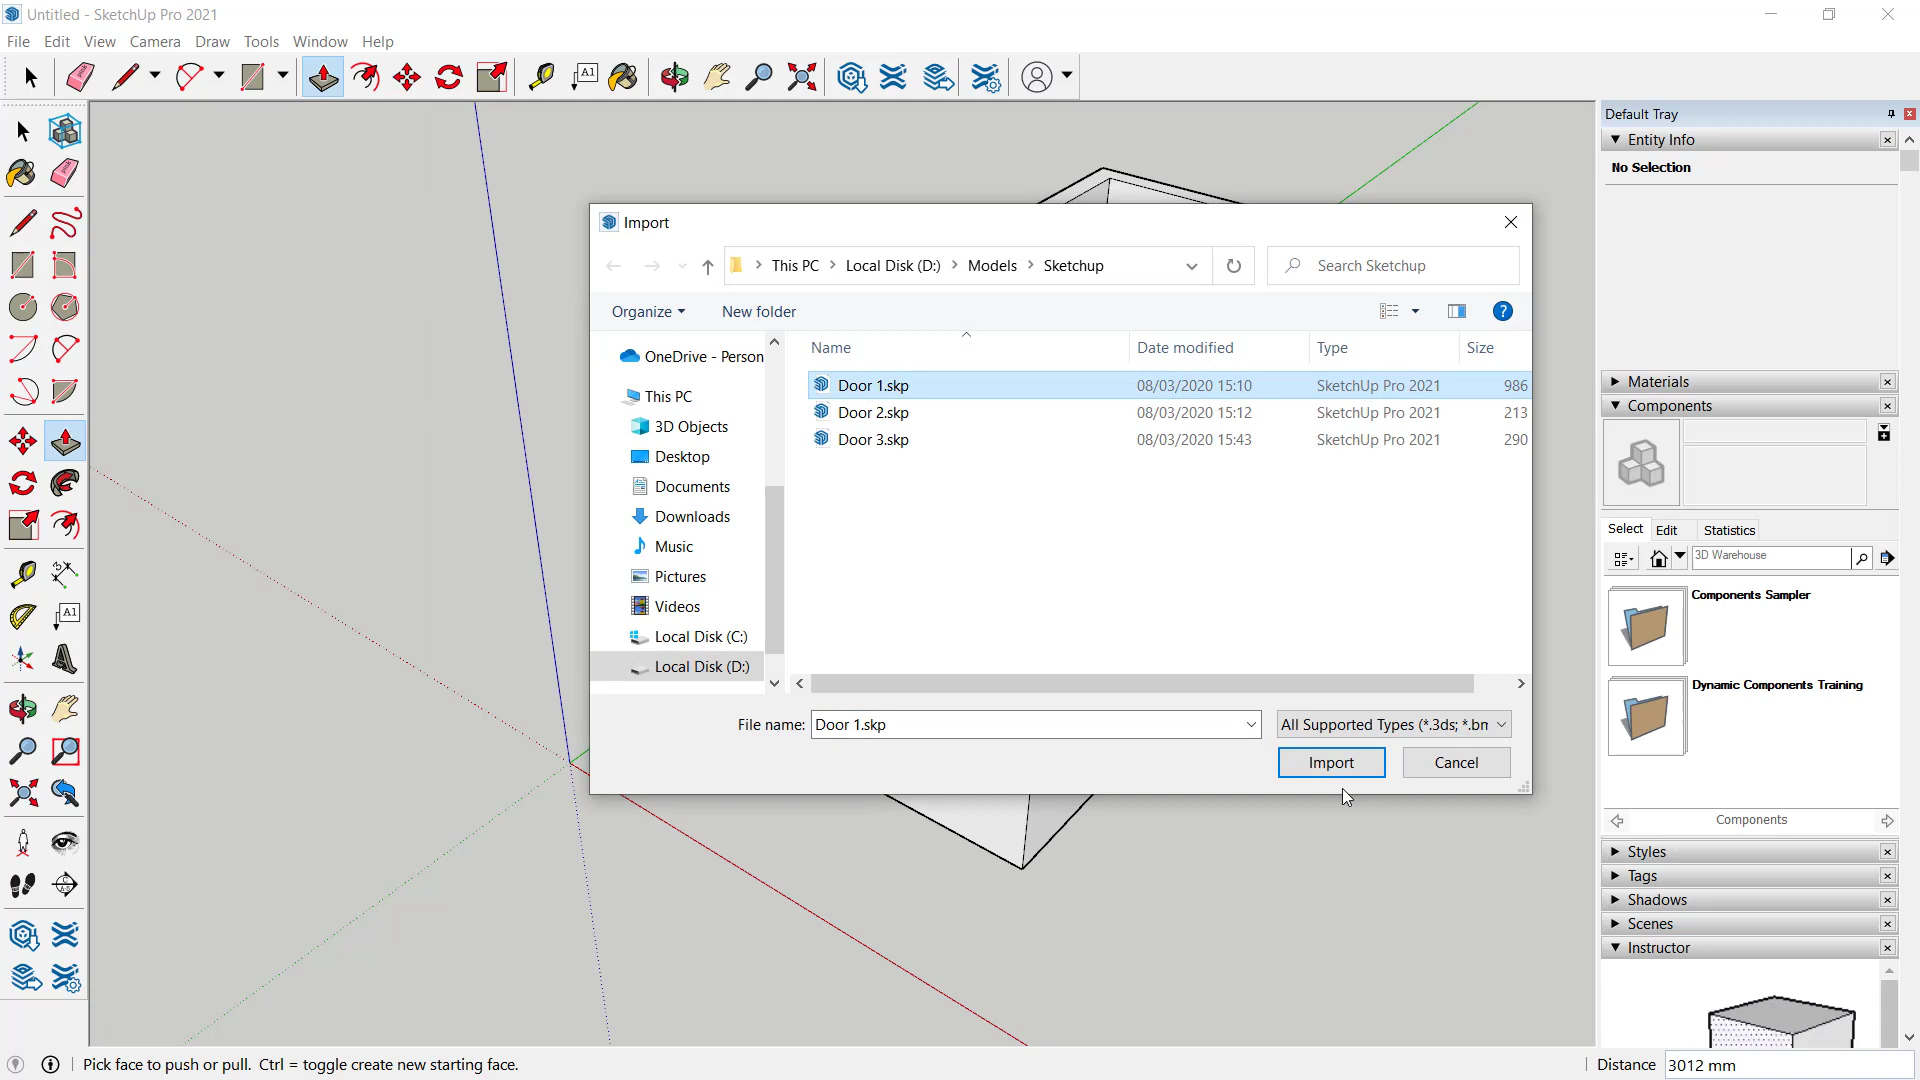 Untitled - SketchUp Pro 2021
File Edit View Camera Draw Tools Window Help
A1
Default Tray
Entity Info
No Selection
Import
This PC > Local Disk (D:) > Models > Sketchup
Search Sketchup
Organize New folder
Name Date modified Type Size
OneDrive - Person
This PC
3D Objects
Desktop
Documents
Downloads
Music
Pictures
Videos
Local Disk (C:)
Local Disk (D:)
Door 1.skp 08/03/2020 15:10 SketchUp Pro 2021 986
Door 2.skp 08/03/2020 15:12 SketchUp Pro 2021 213
Door 3.skp 08/03/2020 15:43 SketchUp Pro 2021 290
File name: Door 1.skp All Supported Types (*.3ds; *.bn
Import Cancel
A1
Materials
Components
Select Edit Statistics
3D Warehouse
Components Sampler
Dynamic Components Training
Components
Styles
Tags
Shadows
Scenes
Instructor
Pick face to push or pull. Ctrl = toggle create new starting face.
Distance 3012 mm